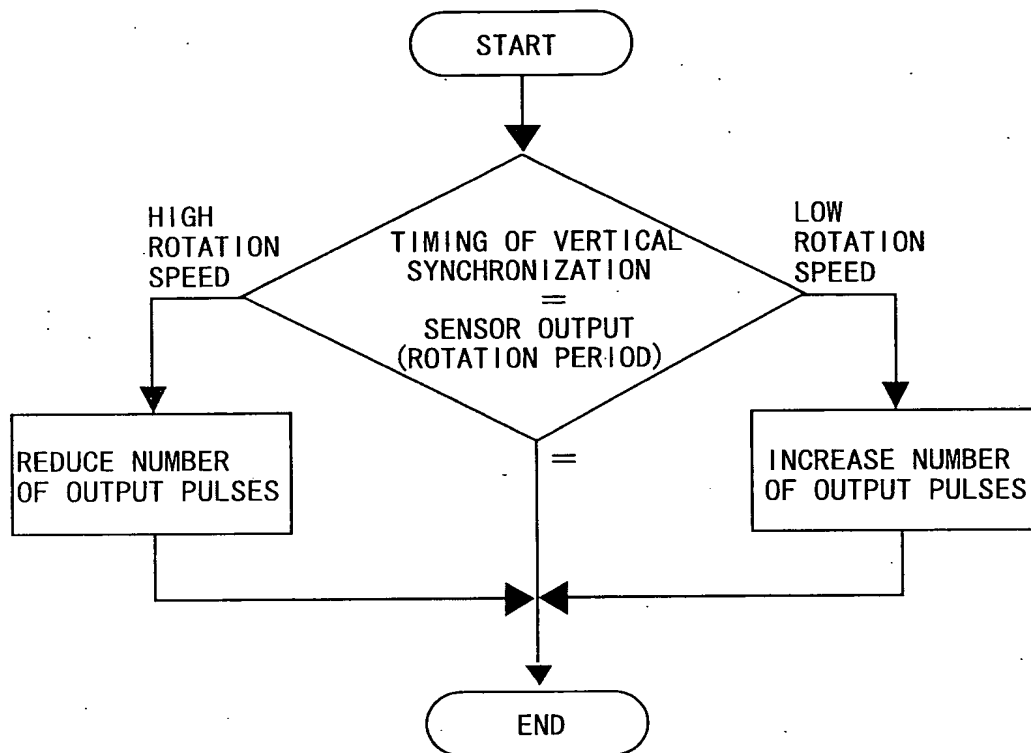 START
HIGH
ROTATION
SPEED
TIMING OF VERTICAL
SYNCHRONIZATION
=
SENSOR OUTPUT
(ROTATION PERIOD)
LOW
ROTATION
SPEED
REDUCE NUMBER
OF OUTPUT PULSES
=
INCREASE NUMBER
OF OUTPUT PULSES
END